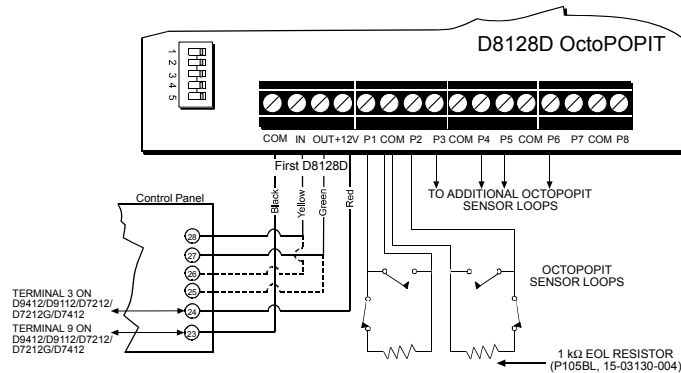 D8128D OctoPOPIT
1
2
3
4
5
COM IN OUT+12V P1 COM P2 P3 COM P4 P5 COM P6 P7 COM P8
First D8128D
Black
Yellow
Green
Red
TO ADDITIONAL OCTOPOPIT
SENSOR LOOPS
Control Panel
28
27
26
25
24
23
TERMINAL 3 ON
D9412/D9112/D7212/
D7212G/D7412
TERMINAL 9 ON
D9412/D9112/D7212/
D7212G/D7412
OCTOPOPIT
SENSOR LOOPS
1 kΩ EOL RESISTOR
(P105BL, 15-03130-004)